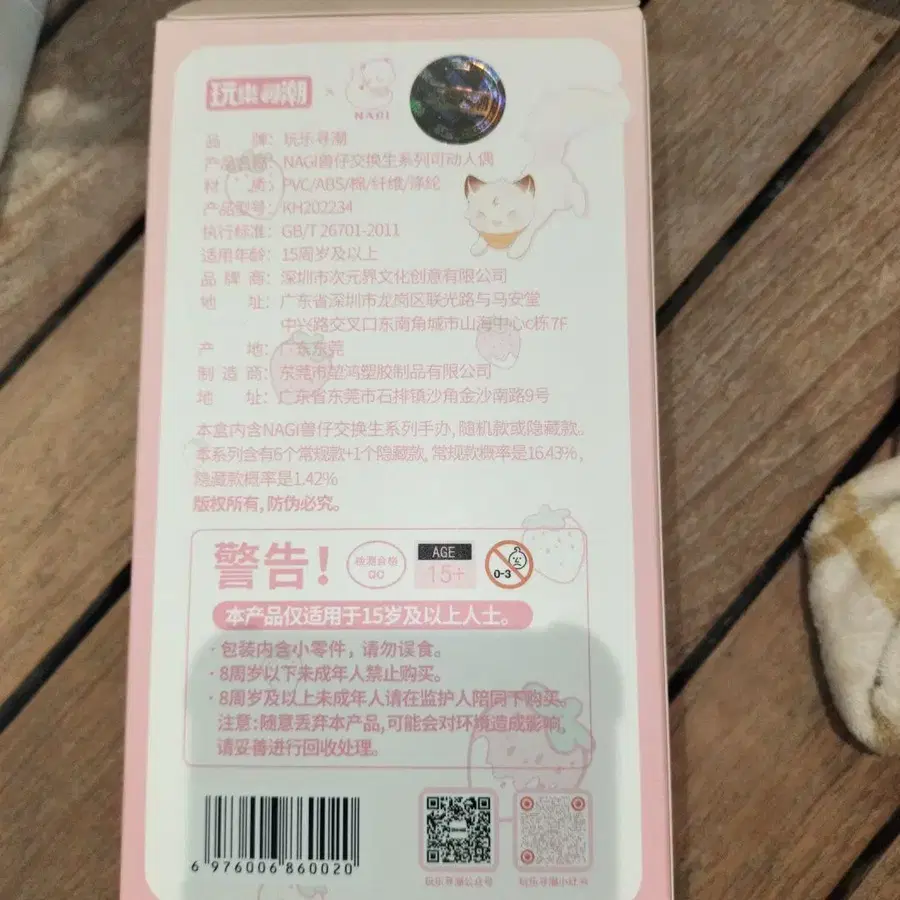 玩乐寻潮 × NAGI
品 牌：玩乐寻潮
产品名称：NAGI兽仔交换生系列可动人偶
材 质：PVC/ABS/棉/纤维/涤纶
产品型号：KH202234
执行标准：GB/T 26701-2011
适用年龄：15周岁及以上
品 牌 商：深圳市次元界文化创意有限公司
地 址：广东省深圳市龙岗区联光路与马安堂
中兴路交叉口东南角城市山海中心c栋7F
产 地：广东东莞
制 造 商：东莞市堃鸿塑胶制品有限公司
地 址：广东省东莞市石排镇沙角金沙南路9号
本盒内含NAGI兽仔交换生系列手办, 随机款或隐藏款。
本系列含有6个常规款+1个隐藏款, 常规款概率是16.43%，
隐藏款概率是1.42%
版权所有, 防伪必究。
警告！
检测合格
QC
AGE
15+
0-3
本产品仅适用于15岁及以上人士。
· 包装内含小零件，请勿误食。
· 8周岁以下未成年人禁止购买。
· 8周岁及以上未成年人请在监护人陪同下购买。
注意：随意丢弃本产品, 可能会对环境造成影响,
请妥善进行回收处理。
6 976006 860020
玩乐寻潮公众号
玩乐寻潮小红书